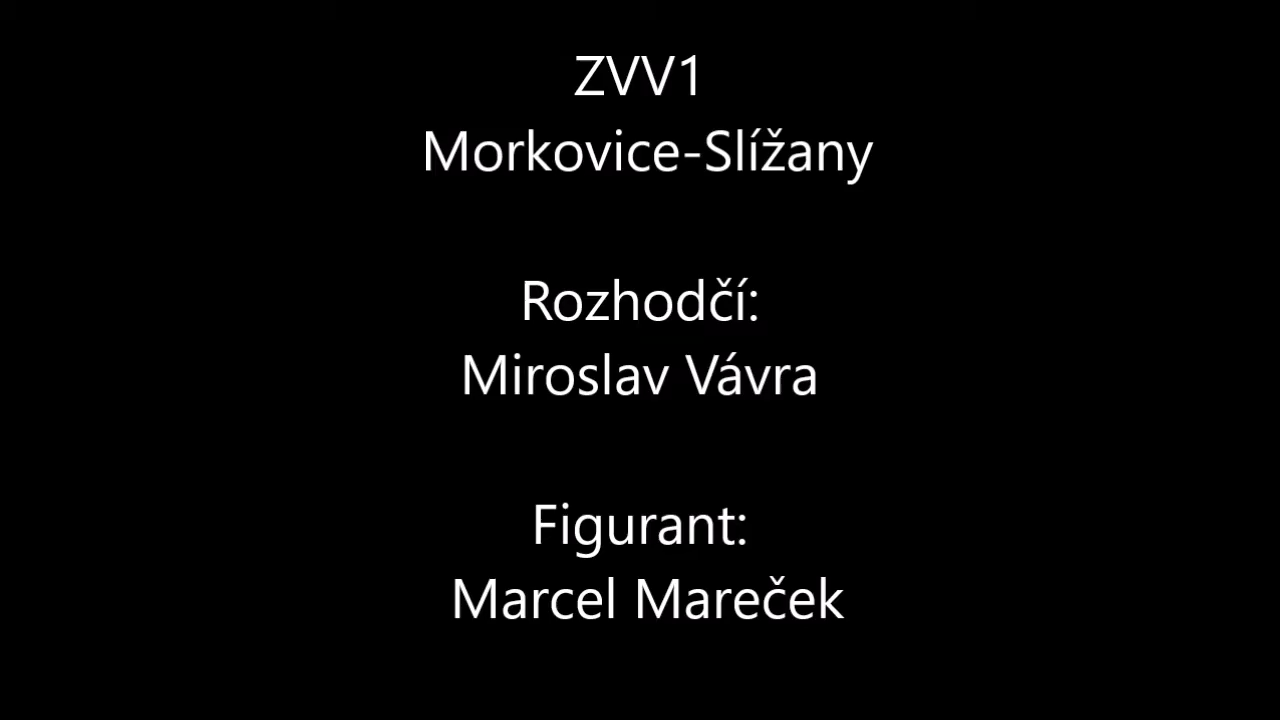 ZVV1
Morkovice-Slížany
Rozhodčí:
Miroslav Vávra
Figurant:
Marcel Mareček